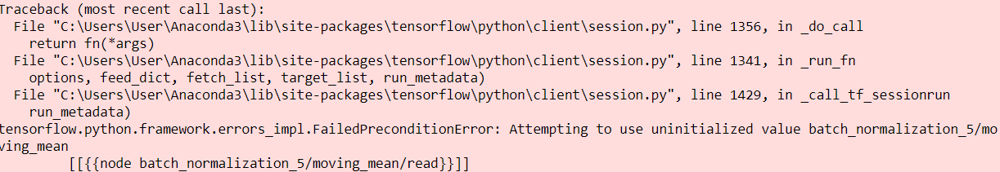 Traceback (most recent call last):
  File "C:\Users\User\Anaconda3\lib\site-packages\tensorflow\python\client\session.py", line 1356, in _do_call
    return fn(*args)
  File "C:\Users\User\Anaconda3\lib\site-packages\tensorflow\python\client\session.py", line 1341, in _run_fn
    options, feed_dict, fetch_list, target_list, run_metadata)
  File "C:\Users\User\Anaconda3\lib\site-packages\tensorflow\python\client\session.py", line 1429, in _call_tf_sessionrun
    run_metadata)
tensorflow.python.framework.errors_impl.FailedPreconditionError: Attempting to use uninitialized value batch_normalization_5/mo
ving_mean
         [[{{node batch_normalization_5/moving_mean/read}}]]